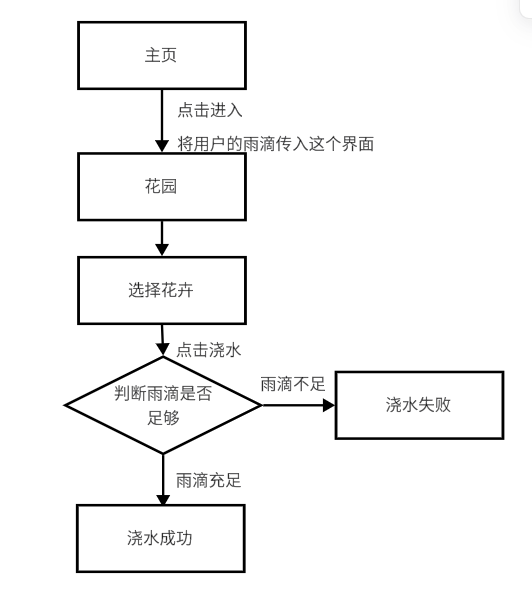 主页
点击进入
将用户的雨滴传入这个界面
花园
选择花卉
点击浇水
判断雨滴是否
足够
雨滴不足
浇水失败
雨滴充足
浇水成功